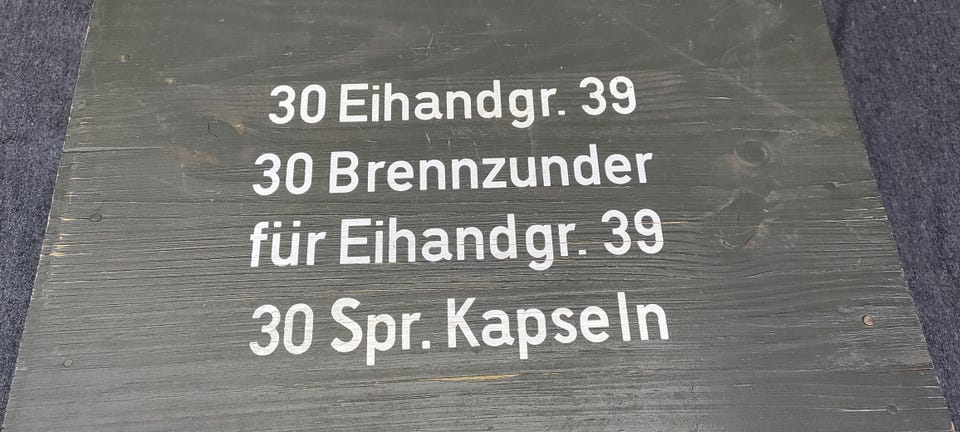 30 Eihandgr. 39
30 Brennzunder
für Eihandgr. 39
30 Spr. Kapseln